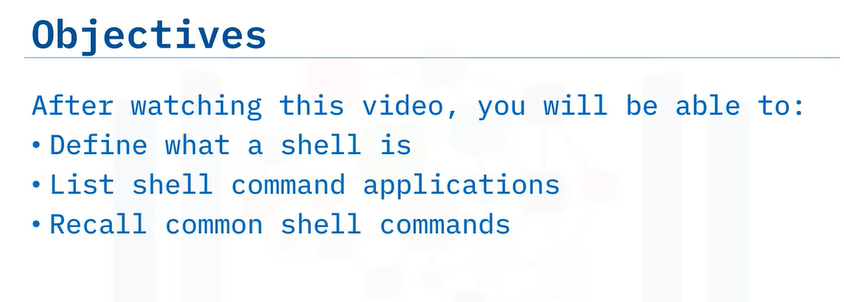 Objectives
After watching this video, you will be able to:
• Define what a shell is
• List shell command applications
• Recall common shell commands